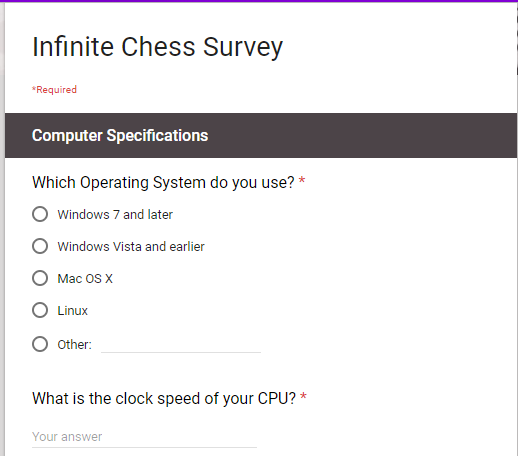 Infinite Chess Survey
*Required
Computer Specifications
Which Operating System do you use? *
Windows 7 and later
Windows Vista and earlier
Mac OS X
Linux
Other:
What is the clock speed of your CPU? *
Your answer